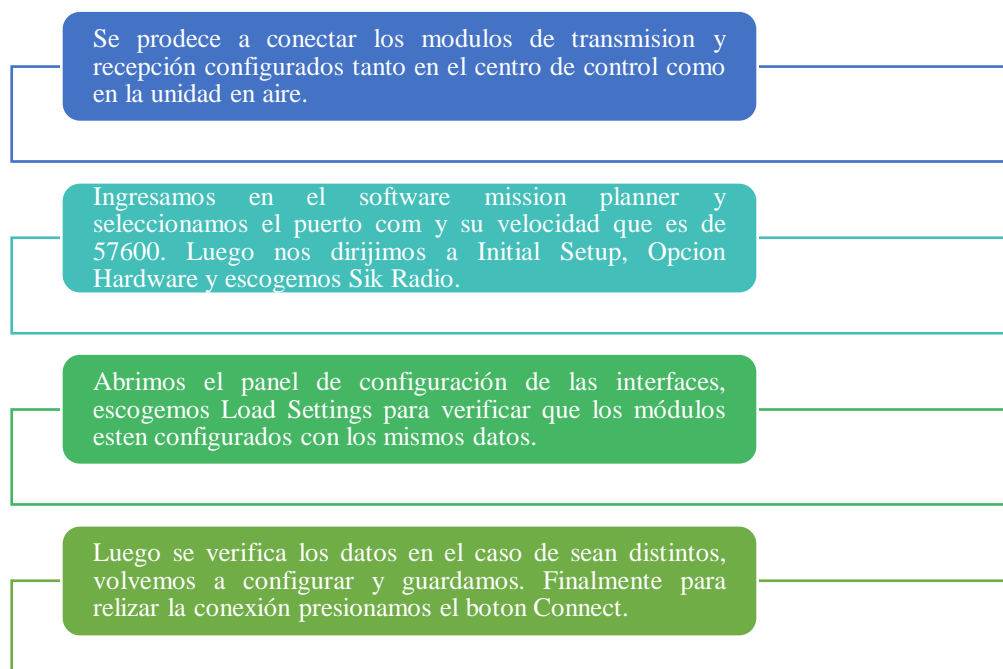 Se prodece a conectar los modulos de transmision y
recepción configurados tanto en el centro de control como
en la unidad en aire.
Ingresamos en el software mission planner y
seleccionamos el puerto com y su velocidad que es de
57600. Luego nos dirijimos a Initial Setup, Opcion
Hardware y escogemos Sik Radio.
Abrimos el panel de configuración de las interfaces,
escogemos Load Settings para verificar que los módulos
esten configurados con los mismos datos.
Luego se verifica los datos en el caso de sean distintos,
volvemos a configurar y guardamos. Finalmente para
relizar la conexión presionamos el boton Connect.